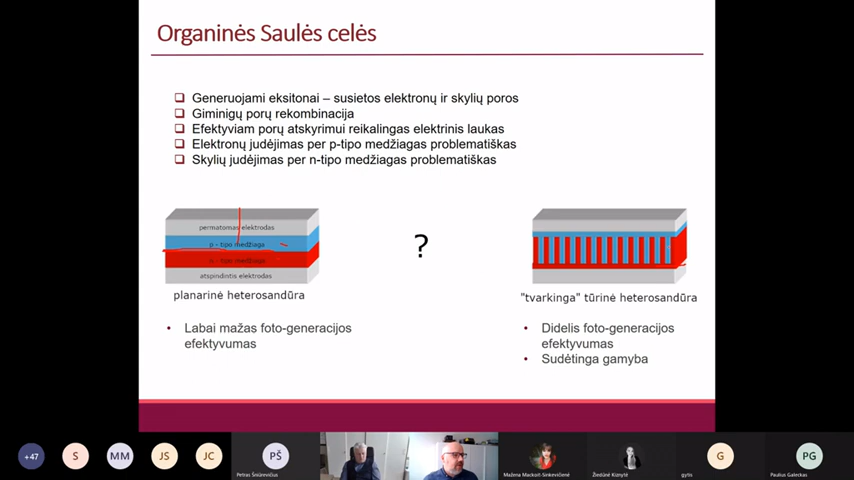 Organinės Saulės celės
Generuojami eksitonai – susietos elektronų ir skylių poros
Giminigų porų rekombinacija
Efektyviam porų atskyrimui reikalingas elektrinis laukas
Elektronų judėjimas per p-tipo medžiagas problematiškas
Skylių judėjimas per n-tipo medžiagas problematiškas
permatomas elektrodas
p - tipo medžiaga
n - tipo medžiaga
atspindintis elektrodas
planarinė heterosandūra
?
"tvarkinga" tūrinė heterosandūra
• Labai mažas foto-generacijos
efektyvumas
• Didelis foto-generacijos
efektyvumas
• Sudėtinga gamyba
+47
S
MM
JS
JC
PŠ
Petras Šniurevičius
Mažena Mackoit-Sinkevičienė
Žiedūnė Kiznytė
G
gytis
PG
Paulius Galeckas